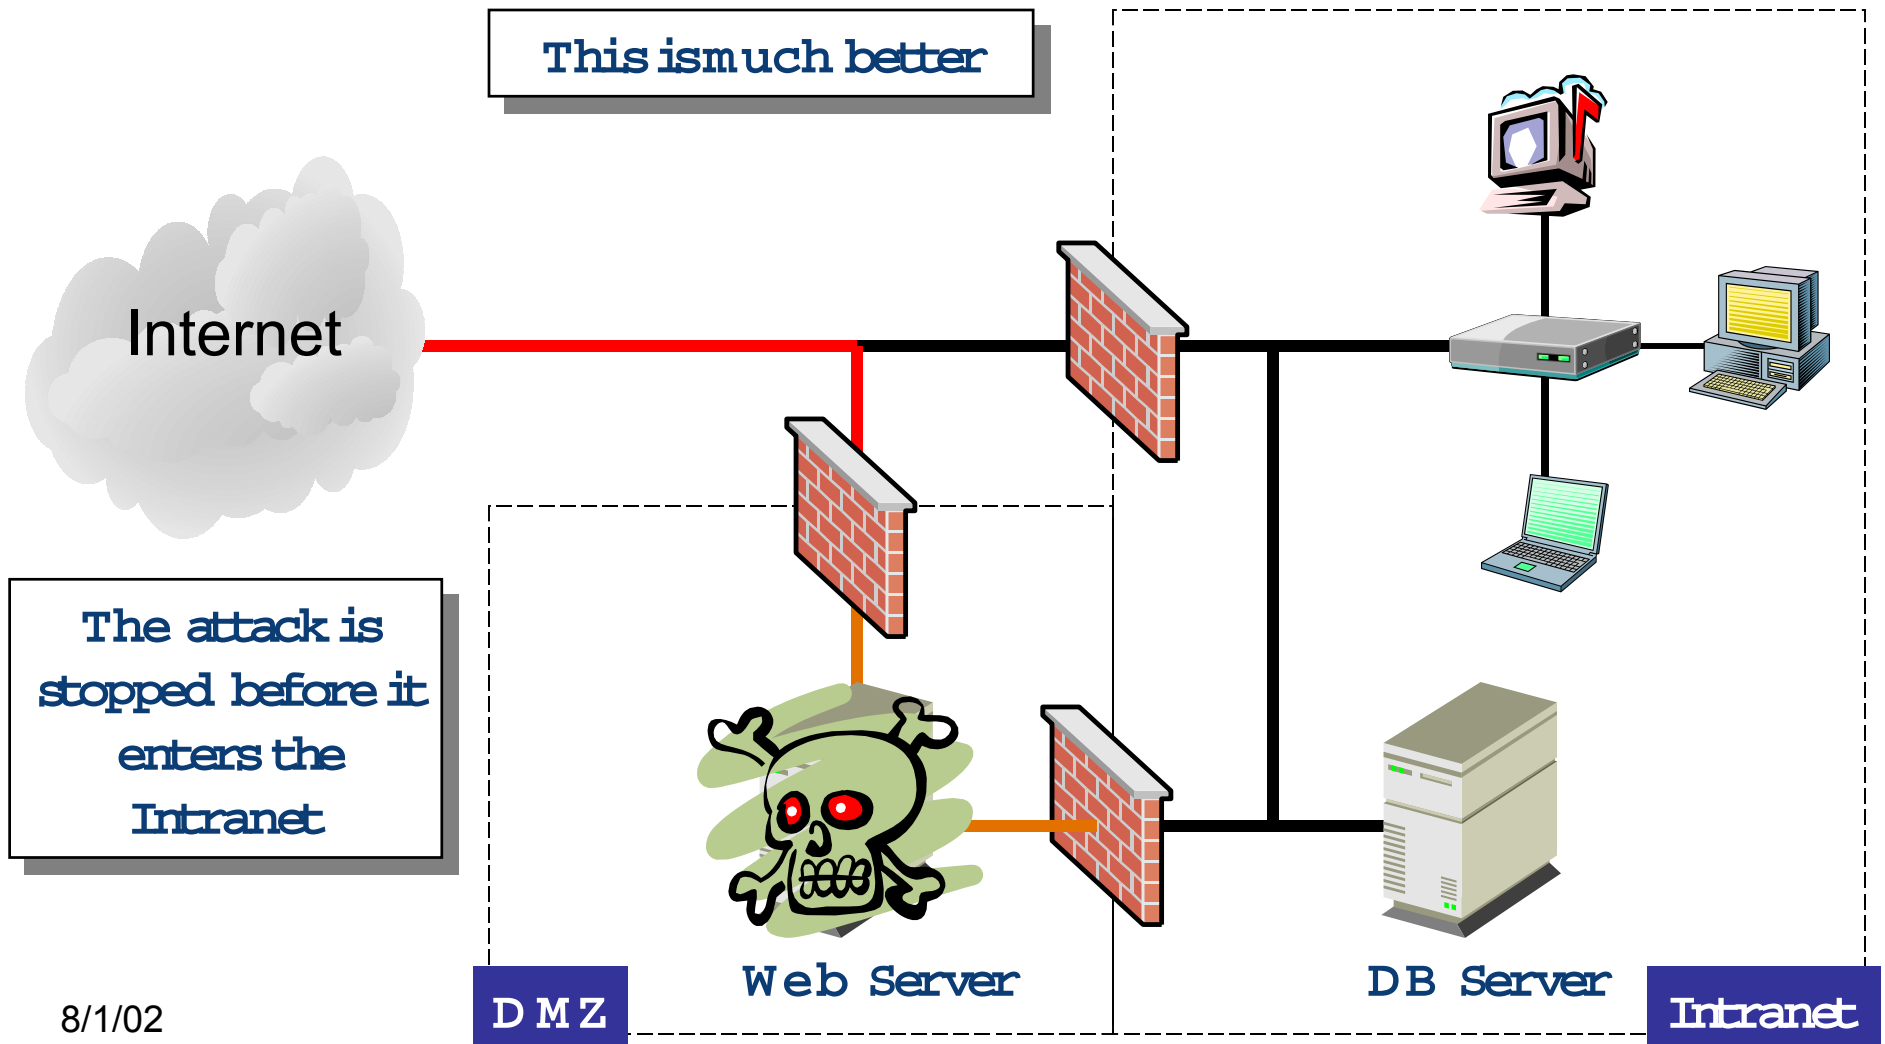 This is much better
Internet
The attack is
stopped before it
enters the
Intranet
Web Server
DB Server
DMZ
Intranet
8/1/02